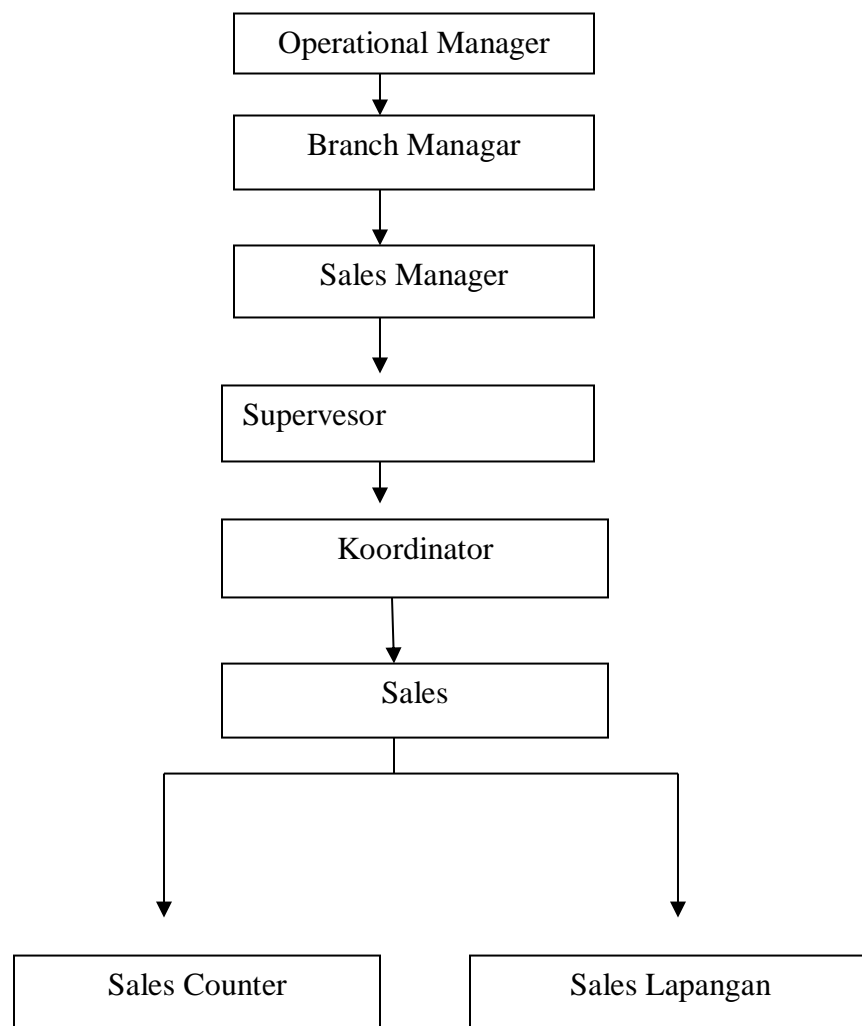 Operational Manager
Branch Managar
Sales Manager
Supervesor
Koordinator
Sales
Sales Counter
Sales Lapangan